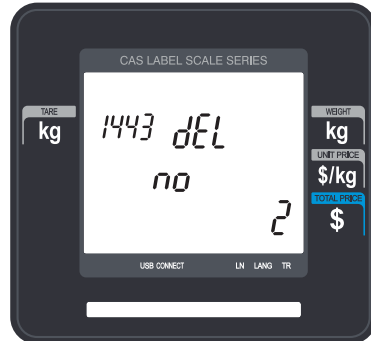 CAS LABEL SCALE SERIES
TARE
kg
1443 dEL
no
2
WEIGHT
kg
UNIT PRICE
$/kg
TOTAL PRICE
$
USB CONNECT LN LANG TR